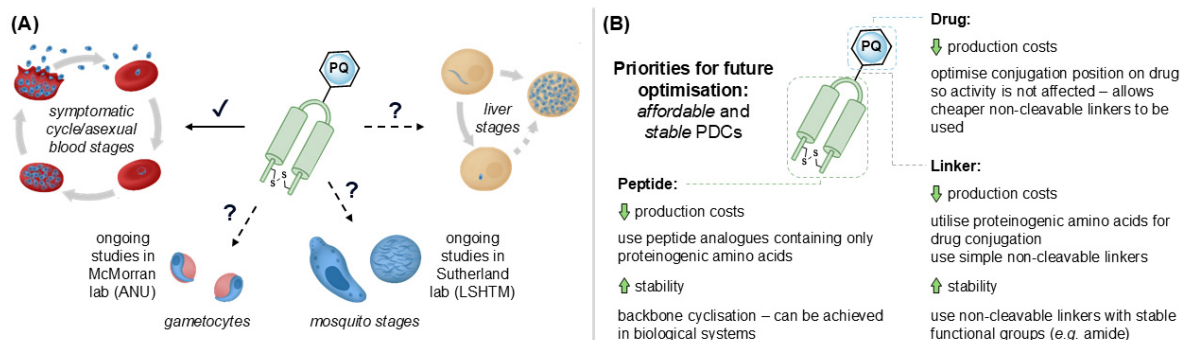 (A)
PQ
symptomatic
cycle/asexual
blood stages
✓
?
liver
stages
S
S
?
?
ongoing
studies in
McMorran
lab (ANU)
gametocytes
ongoing
studies in
Sutherland
lab (LSHTM)
mosquito stages
(B)
Priorities for future
optimisation:
affordable and
stable PDCs
PQ
S
S
Drug:
production costs
optimise conjugation position on drug
so activity is not affected – allows
cheaper non-cleavable linkers to be
used
Peptide:
production costs
use peptide analogues containing only
proteinogenic amino acids
stability
backbone cyclisation – can be achieved
in biological systems
Linker:
production costs
utilise proteinogenic amino acids for
drug conjugation
use simple non-cleavable linkers
stability
use non-cleavable linkers with stable
functional groups (e.g. amide)